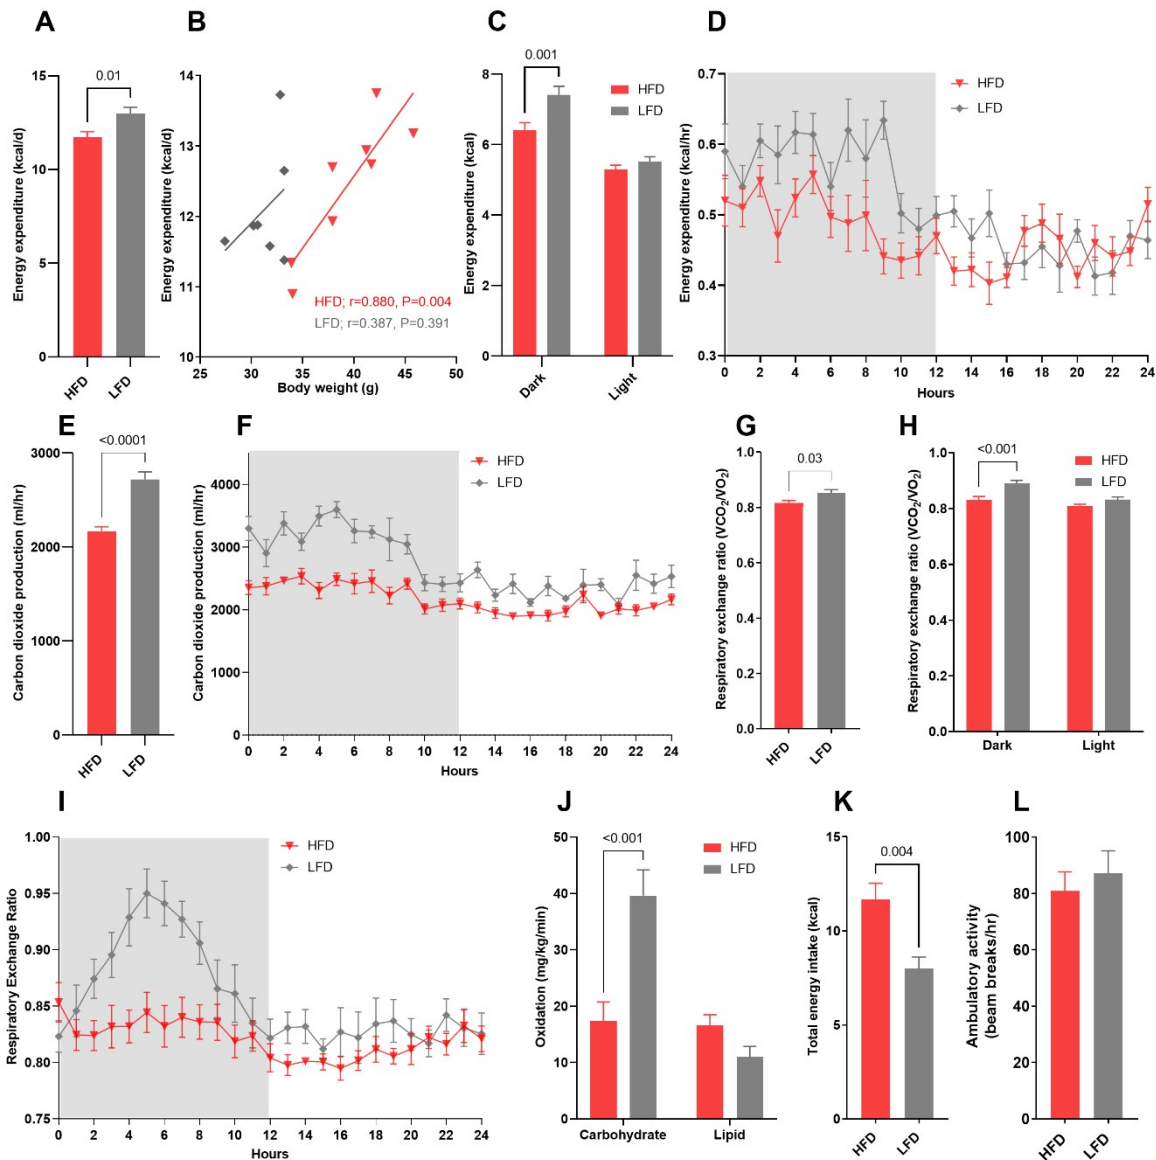 A
Energy expenditure (kcal/d)
15
10
5
0
0.01
HFD
LFD
B
Energy expenditure (kcal/d)
14
13
12
11
10
HFD; r=0.880, P=0.004
LFD; r=0.387, P=0.391
25 30 35 40 45 50
Body weight (g)
C
Energy expenditure (kcal)
8
6
4
2
0
0.001
HFD
LFD
Dark
Light
D
Energy expenditure (kcal/hr)
0.7
0.6
0.5
0.4
0.3
HFD
LFD
0 2 4 6 8 10 12 14 16 18 20 22 24
Hours
E
Carbon dioxide production (ml/hr)
3000
2000
1000
0
<0.0001
HFD
LFD
F
Carbon dioxide production (ml/hr)
4000
3000
2000
1000
0
HFD
LFD
0 2 4 6 8 10 12 14 16 18 20 22 24
Hours
G
Respiratory exchange ratio (VCO₂/VO₂)
1.0
0.8
0.6
0.4
0.2
0.0
0.03
HFD
LFD
H
Respiratory exchange ratio (VCO₂/VO₂)
1.0
0.8
0.6
0.4
0.2
0.0
<0.001
HFD
LFD
Dark
Light
I
Respiratory Exchange Ratio
1.00
0.95
0.90
0.85
0.80
0.75
HFD
LFD
0 2 4 6 8 10 12 14 16 18 20 22 24
Hours
J
Oxidation (mg/kg/min)
50
40
30
20
10
0
<0.001
HFD
LFD
Carbohydrate
Lipid
K
Total energy intake (kcal)
15
10
5
0
0.004
HFD
LFD
L
Ambulatory activity
(beam breaks/hr)
100
80
60
40
20
0
HFD
LFD